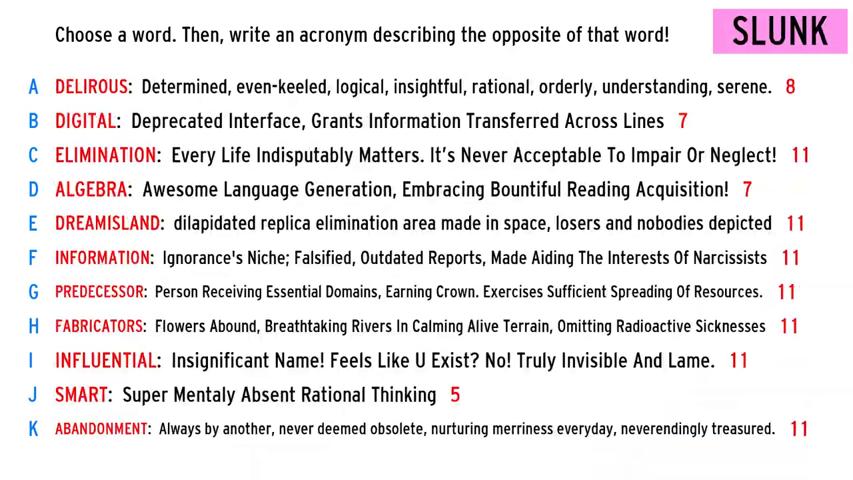 Choose a word. Then, write an acronym describing the opposite of that word!
SLUNK
A DELIROUS: Determined, even-keeled, logical, insightful, rational, orderly, understanding, serene. 8
B DIGITAL: Deprecated Interface, Grants Information Transferred Across Lines 7
C ELIMINATION: Every Life Indisputably Matters. It's Never Acceptable To Impair Or Neglect! 11
D ALGEBRA: Awesome Language Generation, Embracing Bountiful Reading Acquisition! 7
E DREAMISLAND: dilapidated replica elimination area made in space, losers and nobodies depicted 11
F INFORMATION: Ignorance's Niche; Falsified, Outdated Reports, Made Aiding The Interests Of Narcissists 11
G PREDECESSOR: Person Receiving Essential Domains, Earning Crown. Exercises Sufficient Spreading Of Resources. 11
H FABRICATORS: Flowers Abound, Breathtaking Rivers In Calming Alive Terrain, Omitting Radioactive Sicknesses 11
I INFLUENTIAL: Insignificant Name! Feels Like U Exist? No! Truly Invisible And Lame. 11
J SMART: Super Mentaly Absent Rational Thinking 5
K ABANDONMENT: Always by another, never deemed obsolete, nurturing merriness everyday, neverendingly treasured. 11